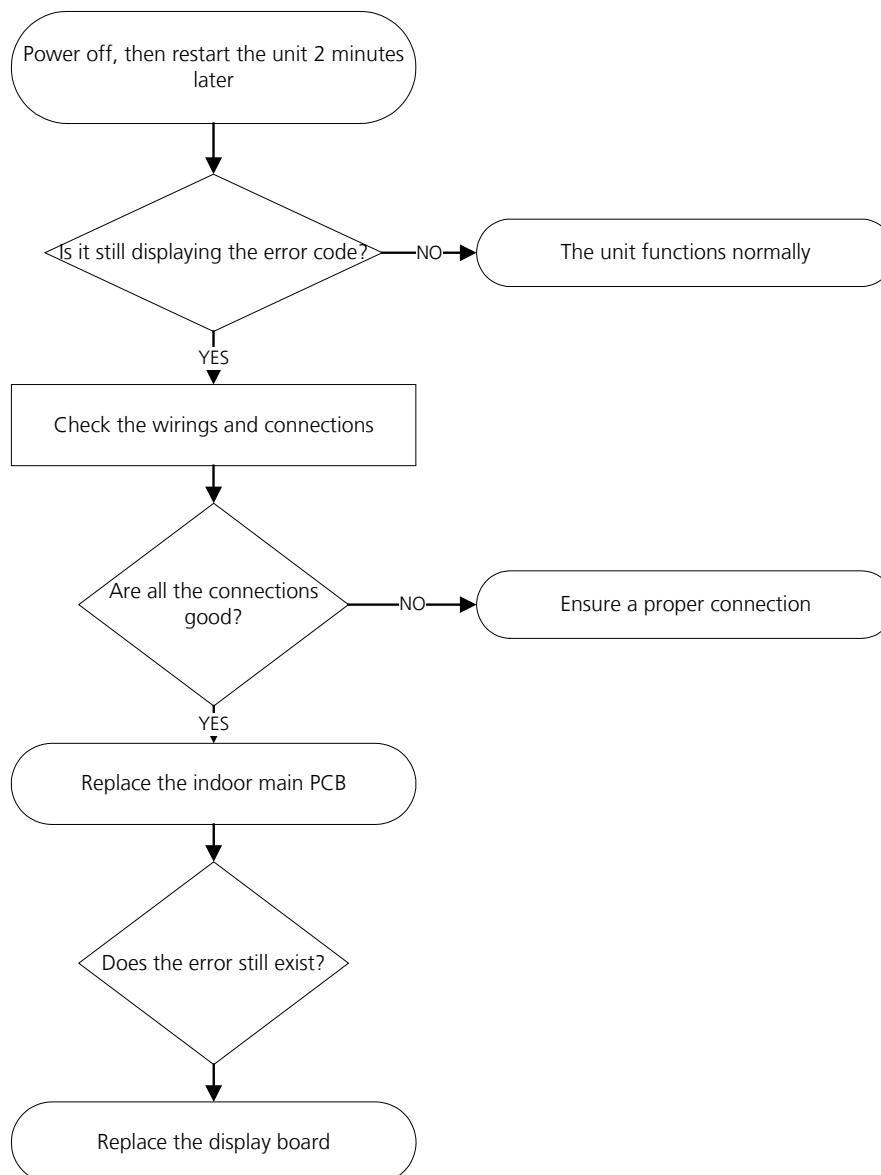 Power off, then restart the unit 2 minutes
later
Is it still displaying the error code?
NO
The unit functions normally
YES
Check the wirings and connections
Are all the connections
good?
NO
Ensure a proper connection
YES
Replace the indoor main PCB
Does the error still exist?
Replace the display board